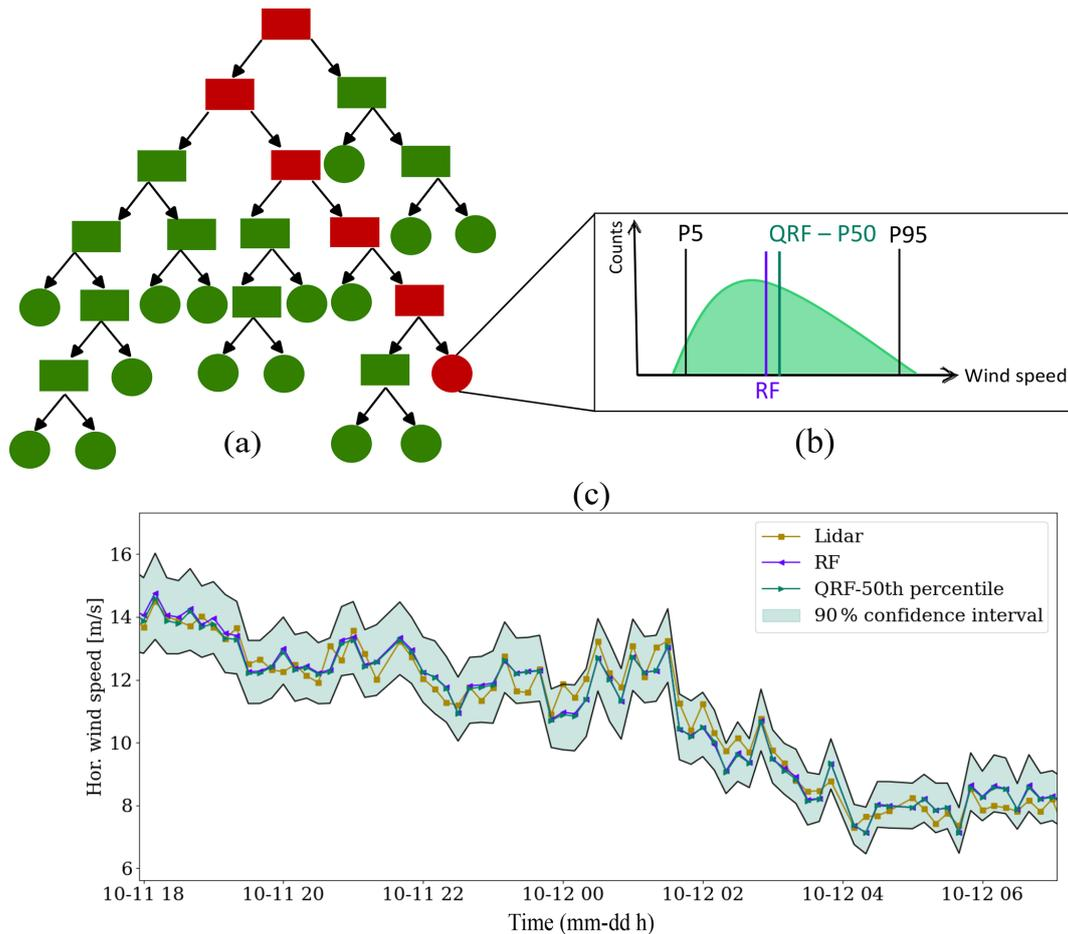 Counts
P5
QRF – P50
P95
RF
Wind speed
(a)
(b)
(c)
Hor. wind speed [m/s]
16
14
12
10
8
6
Lidar
RF
QRF-50th percentile
90 % confidence interval
10-11 18
10-11 20
10-11 22
10-12 00
10-12 02
10-12 04
10-12 06
Time (mm-dd h)